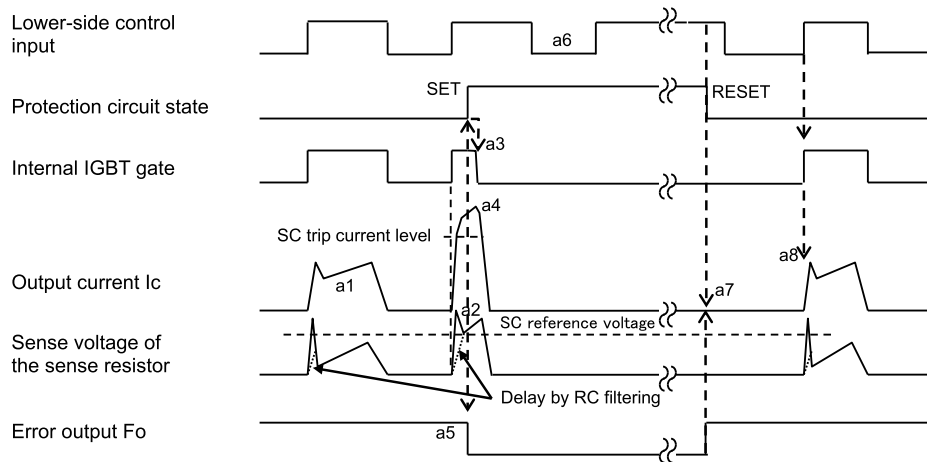 Lower-side control
input
a6
SET
RESET
Protection circuit state
a3
Internal IGBT gate
a4
SC trip current level
a8
Output current Ic
a1
a7
a2
SC reference voltage
Sense voltage of
the sense resistor
Delay by RC filtering
Error output Fo
a5